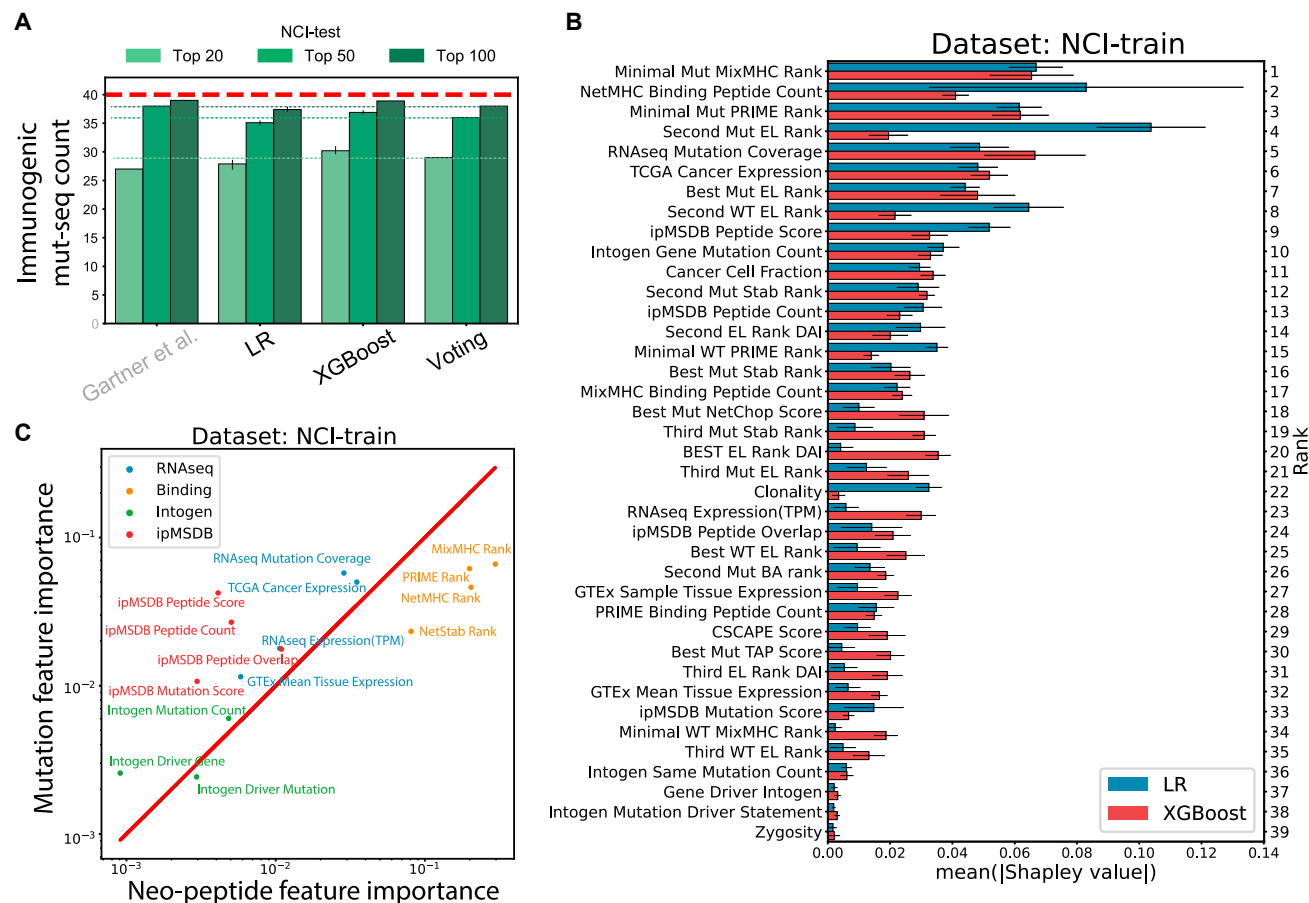 A
NCI-test
Top 20
Top 50
Top 100
Immunogenic
mut-seq count
40
35
30
25
20
15
10
5
0
Gartner et al.
LR
XGBoost
Voting
B
Dataset: NCI-train
Minimal Mut MixMHC Rank 1
NetMHC Binding Peptide Count 2
Minimal Mut PRIME Rank 3
Second Mut EL Rank 4
RNAseq Mutation Coverage 5
TCGA Cancer Expression 6
Best Mut EL Rank 7
Second WT EL Rank 8
ipMSDB Peptide Score 9
Intogen Gene Mutation Count 10
Cancer Cell Fraction 11
Second Mut Stab Rank 12
ipMSDB Peptide Count 13
Second EL Rank DAI 14
Minimal WT PRIME Rank 15
Best Mut Stab Rank 16
MixMHC Binding Peptide Count 17
Best Mut NetChop Score 18
Third Mut Stab Rank 19
BEST EL Rank DAI 20
Third Mut EL Rank 21
Clonality 22
RNAseq Expression(TPM) 23
ipMSDB Peptide Overlap 24
Best WT EL Rank 25
Second Mut BA rank 26
GTEx Sample Tissue Expression 27
PRIME Binding Peptide Count 28
CSCAPE Score 29
Best Mut TAP Score 30
Third EL Rank DAI 31
GTEx Mean Tissue Expression 32
ipMSDB Mutation Score 33
Minimal WT MixMHC Rank 34
Third WT EL Rank 35
Intogen Same Mutation Count 36
Gene Driver Intogen 37
Intogen Mutation Driver Statement 38
Zygosity 39
Rank
LR
XGBoost
0.00 0.02 0.04 0.06 0.08 0.10 0.12 0.14
mean(|Shapley value|)
C
Dataset: NCI-train
RNAseq
Binding
Intogen
ipMSDB
Mutation feature importance
10⁻¹
10⁻²
10⁻³
MixMHC Rank
RNAseq Mutation Coverage
PRIME Rank
TCGA Cancer Expression
NetMHC Rank
ipMSDB Peptide Score
ipMSDB Peptide Count
NetStab Rank
RNAseq Expression(TPM)
ipMSDB Peptide Overlap
GTEx Mean Tissue Expression
ipMSDB Mutation Score
Intogen Mutation Count
Intogen Driver Gene
Intogen Driver Mutation
10⁻³ 10⁻² 10⁻¹
Neo-peptide feature importance